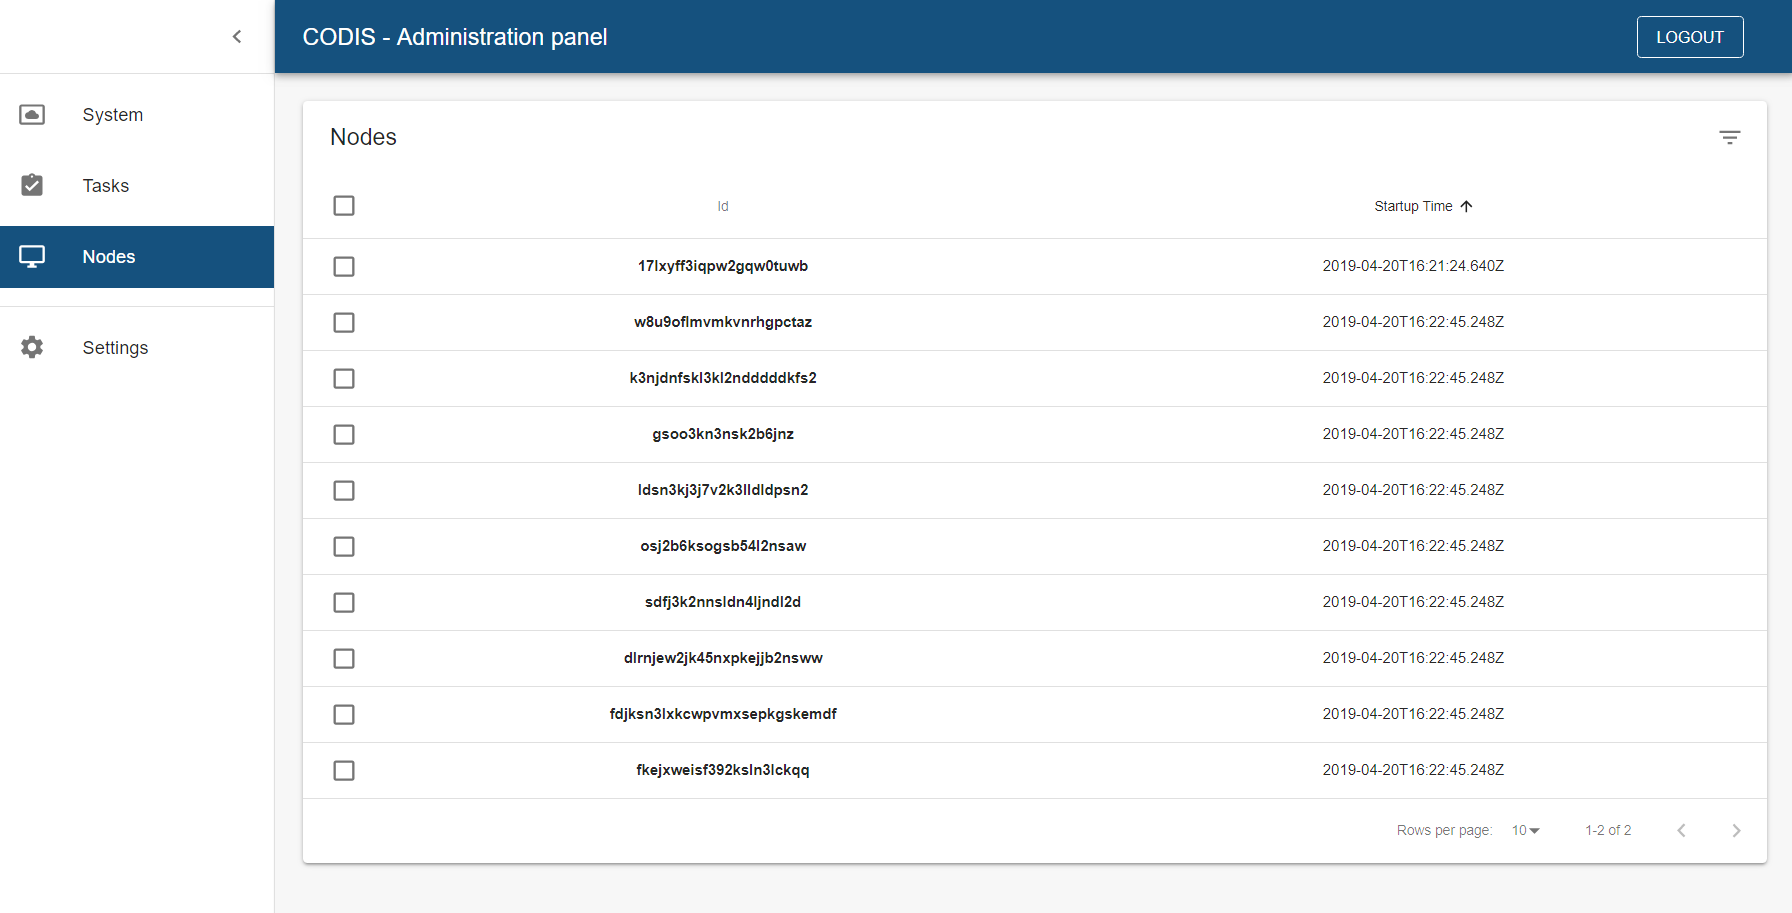 CODIS - Administration panel
LOGOUT
System
Tasks
Nodes
Settings
Nodes
Id Startup Time
17lxyff3iqpw2gqw0tuwb 2019-04-20T16:21:24.640Z
w8u9oflmvmkvnrhgpctaz 2019-04-20T16:22:45.248Z
k3njdnfskl3kl2ndddddkfs2 2019-04-20T16:22:45.248Z
gsoo3kn3nsk2b6jnz 2019-04-20T16:22:45.248Z
ldsn3kj3j7v2k3lldldpsn2 2019-04-20T16:22:45.248Z
osj2b6ksogsb54l2nsaw 2019-04-20T16:22:45.248Z
sdfj3k2nnsldn4ljndl2d 2019-04-20T16:22:45.248Z
dlrnjew2jk45nxpkejjb2nsww 2019-04-20T16:22:45.248Z
fdjksn3lxkcwpvmxsepkgskemdf 2019-04-20T16:22:45.248Z
fkejxweisf392ksln3lckqq 2019-04-20T16:22:45.248Z
Rows per page: 10 1-2 of 2